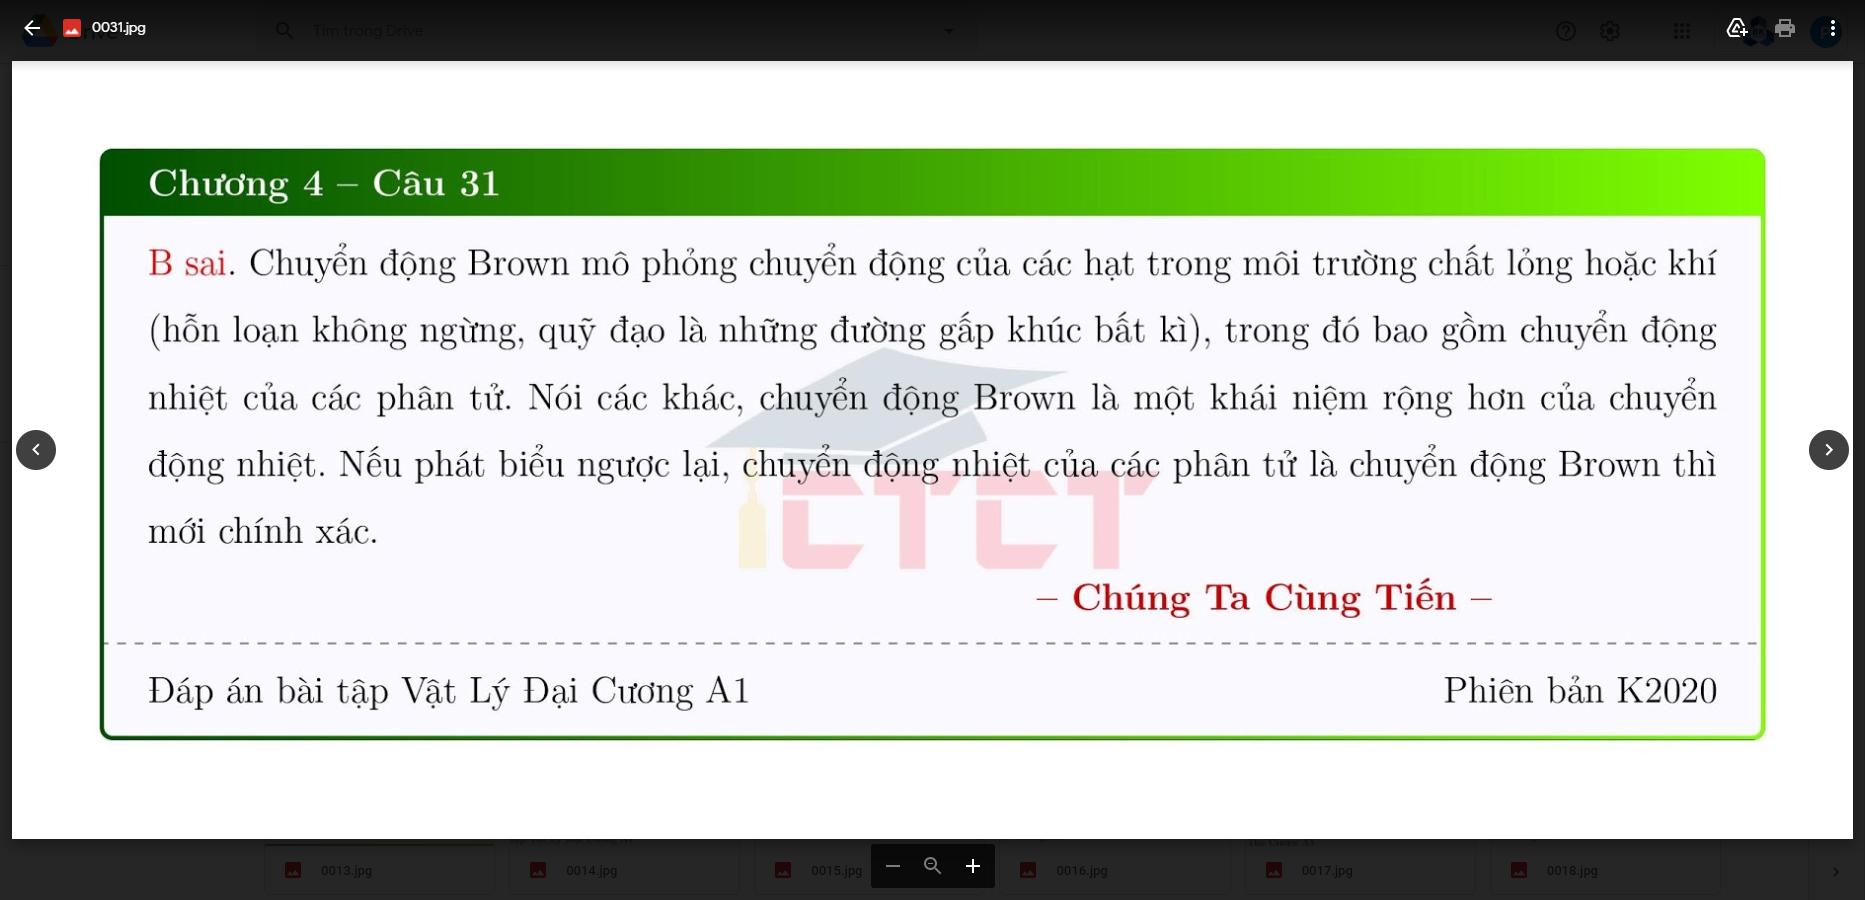 0031.jpg
Tìm trong Drive
Chương 4 – Câu 31
B sai. Chuyển động Brown mô phỏng chuyển động của các hạt trong môi trường chất lỏng hoặc khí
(hỗn loạn không ngừng, quỹ đạo là những đường gấp khúc bất kì), trong đó bao gồm chuyển động
nhiệt của các phân tử. Nói các khác, chuyển động Brown là một khái niệm rộng hơn của chuyển
động nhiệt. Nếu phát biểu ngược lại, chuyển động nhiệt của các phân tử là chuyển động Brown thì
mới chính xác.
CTCT
– Chúng Ta Cùng Tiến –
Đáp án bài tập Vật Lý Đại Cương A1 Phiên bản K2020
0013.jpg 0014.jpg 0015.jpg 0016.jpg 0017.jpg 0018.jpg